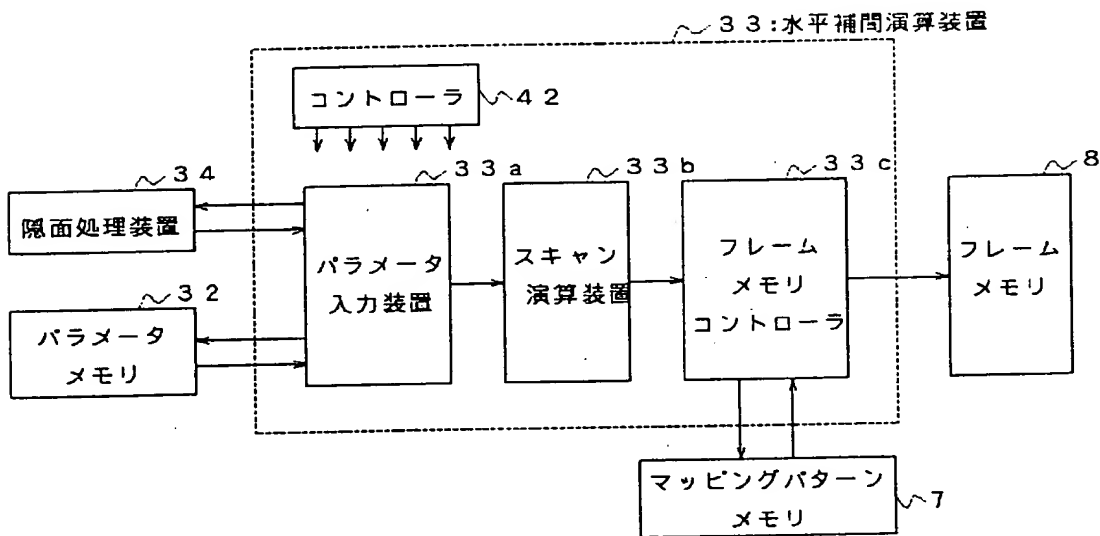 33:水平補間演算装置
コントローラ
42
34
33a
33b
33c
8
隠面処理装置
パラメータ
入力装置
スキャン
演算装置
フレーム
メモリ
コントローラ
フレーム
メモリ
32
パラメータ
メモリ
マッピングパターン
メモリ
7